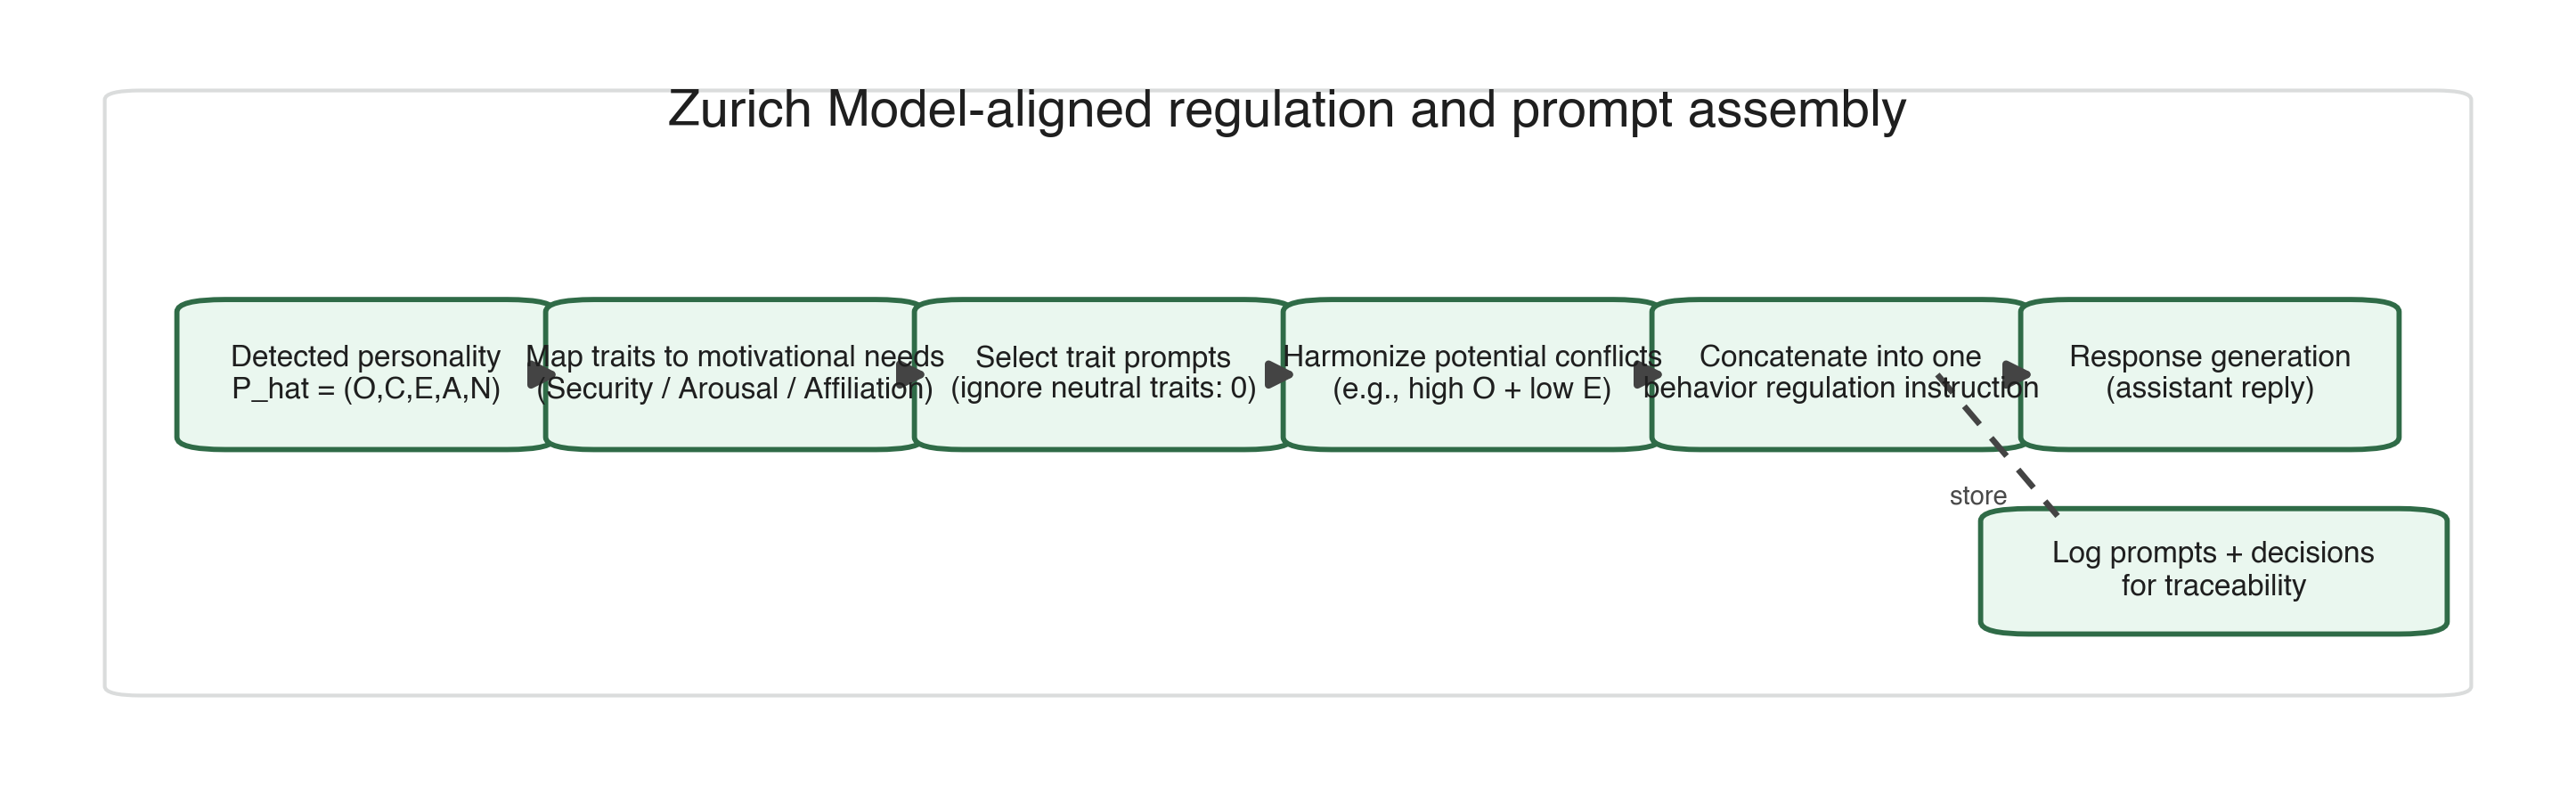 Zurich Model-aligned regulation and prompt assembly
Detected personality
P_hat = (O,C,E,A,N)
Map traits to motivational needs
(Security / Arousal / Affiliation)
Select trait prompts
(ignore neutral traits: 0)
Harmonize potential conflicts
(e.g., high O + low E)
Concatenate into one
behavior regulation instruction
Response generation
(assistant reply)
store
Log prompts + decisions
for traceability